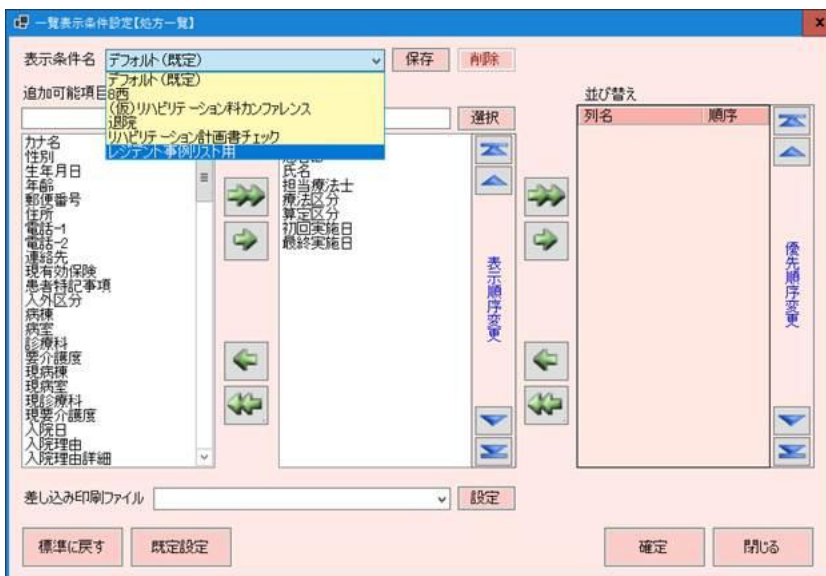 一覧表示条件設定【処方一覧】
x
表示条件名
デフォルト(既定)
保存
削除
デフォルト(既定)
8西
(仮)リハビリテーション科カンファレンス
退院
リハビリテーション計画書チェック
レジデント事例リスト用
追加可能項目
選択
カナ名
性別
生年月日
年齢
郵便番号
住所
電話-1
電話-2
連絡先
現有効保険
患者特記事項
入外区分
病棟
病室
診療科
要介護度
現病棟
現病室
現診療科
現要介護度
入院日
入院理由
入院理由詳細
氏名
担当療法士
療法区分
算定区分
初回実施日
最終実施日
表示順序変更
並び替え
列名 順序
優先順序変更
差し込み印刷ファイル
設定
標準に戻す
既定設定
確定
閉じる